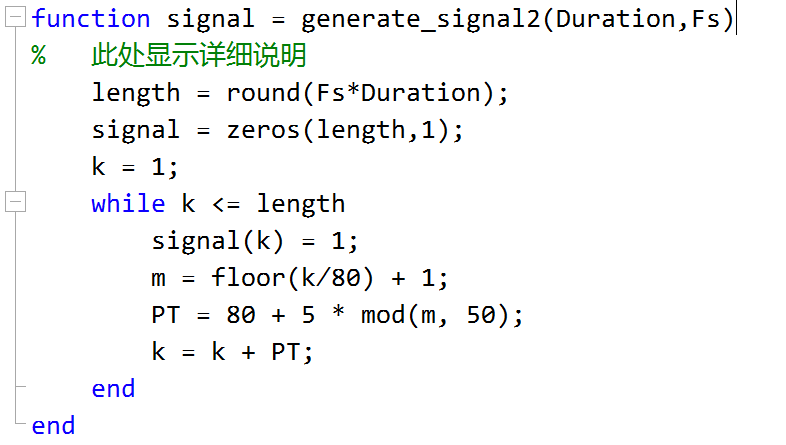 function signal = generate_signal2(Duration,Fs)
%   此处显示详细说明
    length = round(Fs*Duration);
    signal = zeros(length,1);
    k = 1;
    while k <= length
        signal(k) = 1;
        m = floor(k/80) + 1;
        PT = 80 + 5 * mod(m, 50);
        k = k + PT;
    end
end